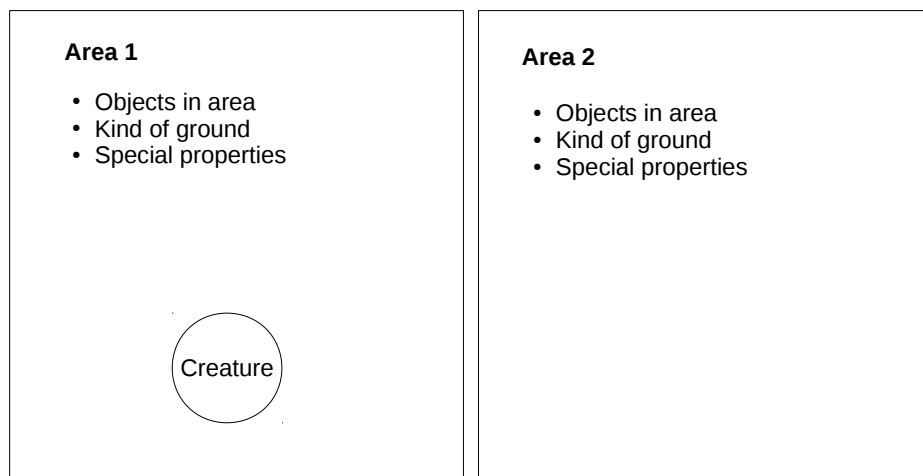 Area 1
• Objects in area
• Kind of ground
• Special properties
Creature
Area 2
• Objects in area
• Kind of ground
• Special properties